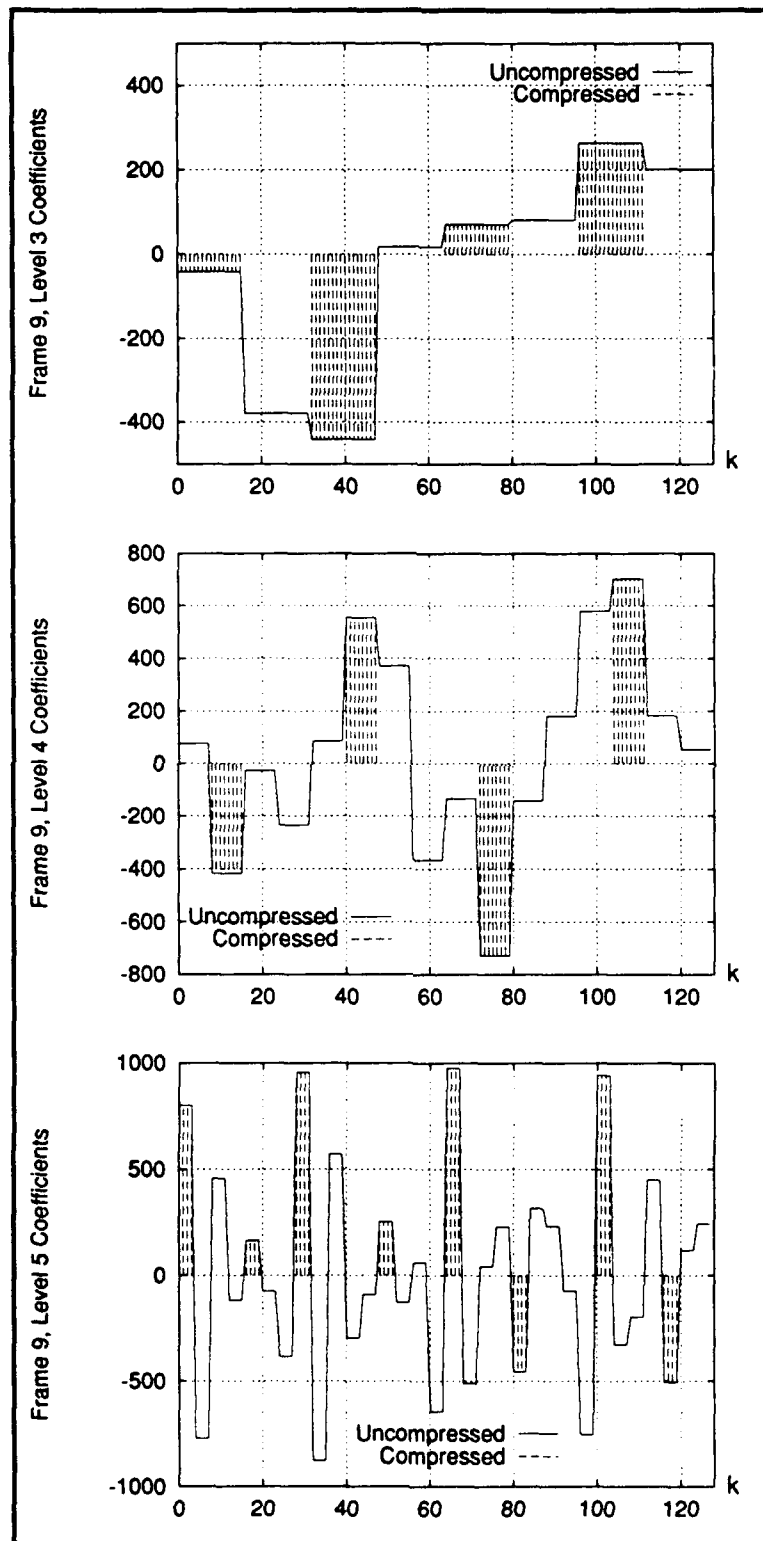 Frame 9, Level 3 Coefficients
400
200
0
-200
-400
Uncompressed
Compressed
0 20 40 60 80 100 120
k
Frame 9, Level 4 Coefficients
800
600
400
200
0
-200
-400
-600
-800
Uncompressed
Compressed
0 20 40 60 80 100 120
k
Frame 9, Level 5 Coefficients
1000
500
0
-500
-1000
Uncompressed
Compressed
0 20 40 60 80 100 120
k